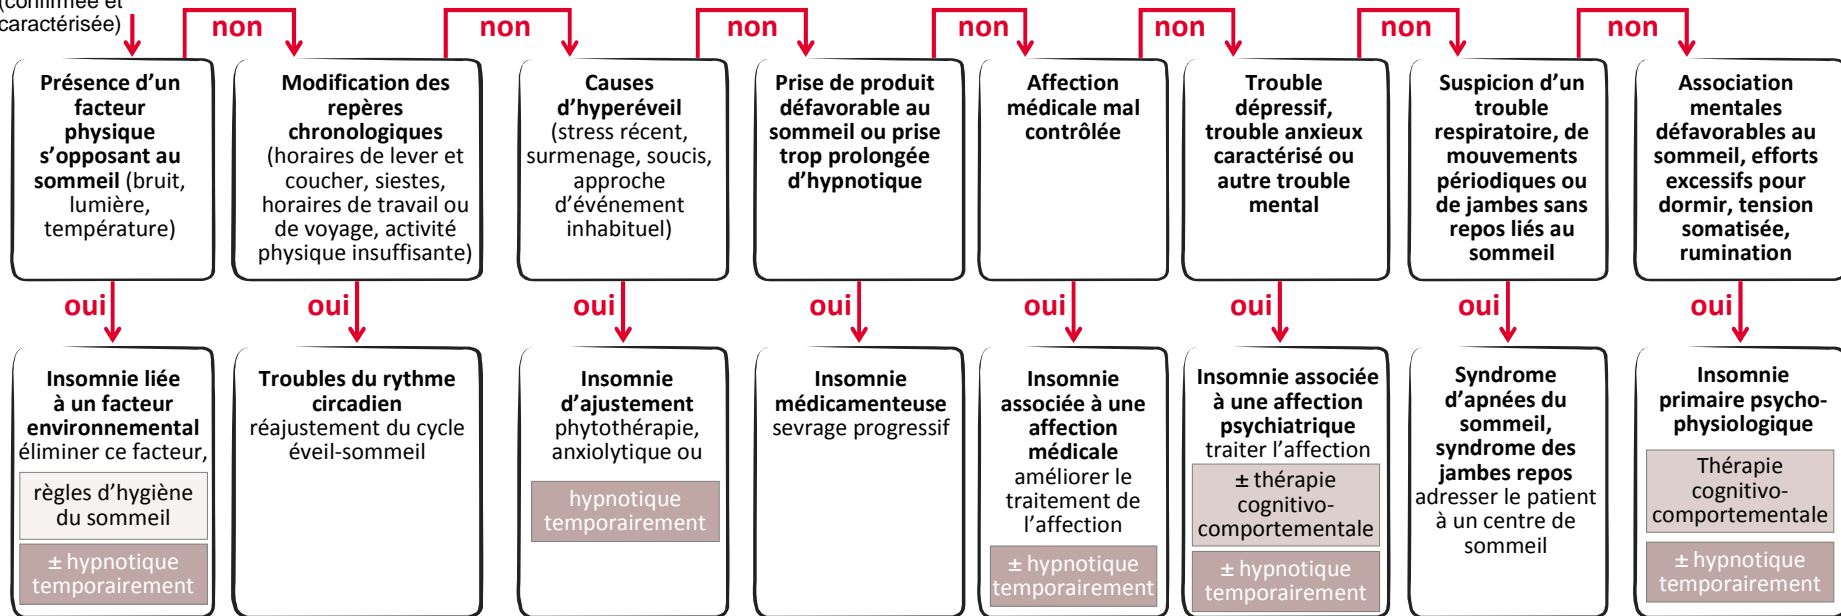 (confirmée et
caractérisée)
non
non
non
non
non
non
non
Présence d’un
facteur
physique
s’opposant au
sommeil (bruit,
lumière,
température)
Modification des
repères
chronologiques
(horaires de lever et
coucher, siestes,
horaires de travail ou
de voyage, activité
physique insuffisante)
Causes
d’hyperéveil
(stress récent,
surmenage, soucis,
approche
d’événement
inhabituel)
Prise de produit
défavorable au
sommeil ou prise
trop prolongée
d’hypnotique
Affection
médicale mal
contrôlée
Trouble
dépressif,
trouble anxieux
caractérisé ou
autre trouble
mental
Suspicion d’un
trouble
respiratoire, de
mouvements
périodiques ou
de jambes sans
repos liés au
sommeil
Association
mentales
défavorables au
sommeil, efforts
excessifs pour
dormir, tension
somatisée,
rumination
oui
oui
oui
oui
oui
oui
oui
oui
Insomnie liée
à un facteur
environnemental
éliminer ce facteur,
règles d’hygiène
du sommeil
± hypnotique
temporairement
Troubles du rythme
circadien
réajustement du cycle
éveil-sommeil
Insomnie
d’ajustement
phytothérapie,
anxiolytique ou
hypnotique
temporairement
Insomnie
médicamenteuse
sevrage progressif
Insomnie
associée à une
affection
médicale
améliorer le
traitement de
l’affection
± hypnotique
temporairement
Insomnie associée
à une affection
psychiatrique
traiter l’affection
± thérapie
cognitivo-
comportementale
± hypnotique
temporairement
Syndrome
d’apnées du
sommeil,
syndrome des
jambes repos
adresser le patient
à un centre de
sommeil
Insomnie
primaire psycho-
physiologique
Thérapie
cognitivo-
comportementale
± hypnotique
temporairement